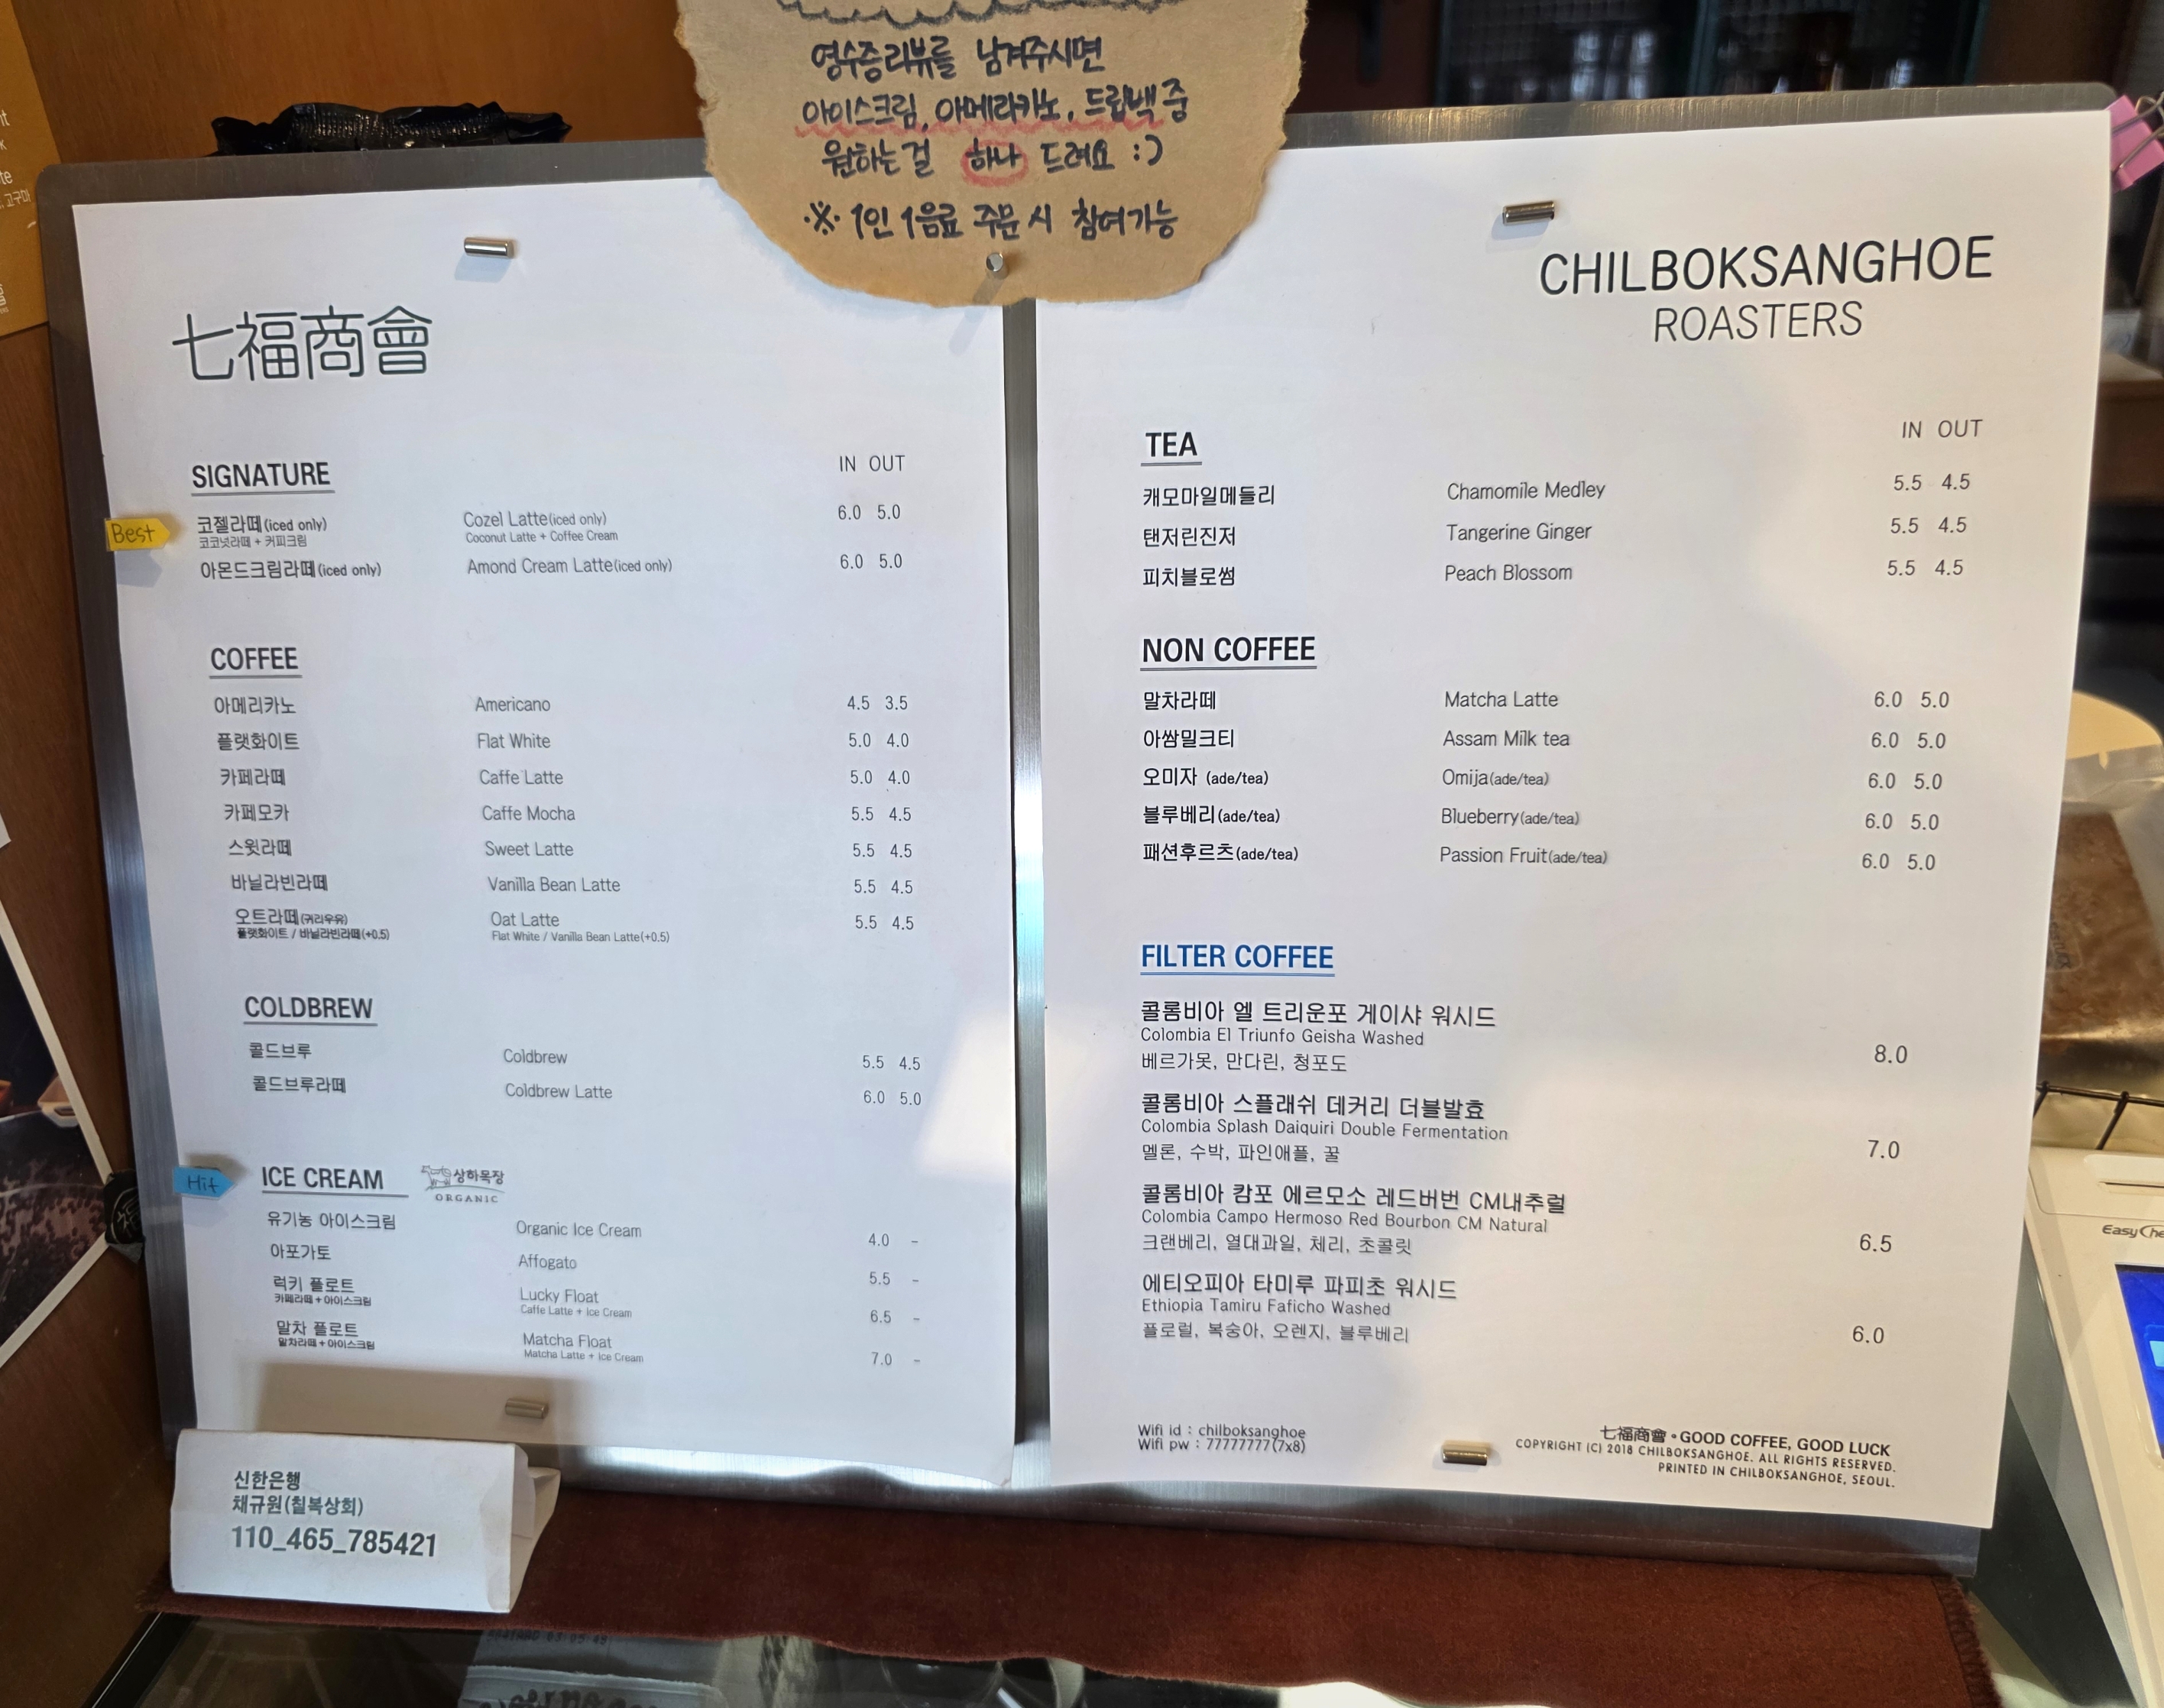 영수증리뷰를 남겨주시면
아이스크림, 아메리카노, 드립백 중
원하는걸 하나 드려요 :)
※ 1인 1음료 주문 시 참여가능
七福商會
SIGNATURE IN OUT
Best
코젤라떼(iced only) Cozel Latte(iced only) 6.0 5.0
코코넛라떼 + 커피크림 Coconut Latte + Coffee Cream
아몬드크림라떼(iced only) Amond Cream Latte(iced only) 6.0 5.0
COFFEE
아메리카노 Americano 4.5 3.5
플랫화이트 Flat White 5.0 4.0
카페라떼 Caffe Latte 5.0 4.0
카페모카 Caffe Mocha 5.5 4.5
스윗라떼 Sweet Latte 5.5 4.5
바닐라빈라떼 Vanilla Bean Latte 5.5 4.5
오트라떼(귀리우유) Oat Latte 5.5 4.5
플랫화이트 / 바닐라빈라떼(+0.5) Flat White / Vanilla Bean Latte(+0.5)
COLDBREW
콜드브루 Coldbrew 5.5 4.5
콜드브루라떼 Coldbrew Latte 6.0 5.0
Hit
ICE CREAM 상하목장
ORGANIC
유기농 아이스크림 Organic Ice Cream 4.0 -
아포가토 Affogato 5.5 -
럭키 플로트 Lucky Float 6.5 -
카페라떼 + 아이스크림 Caffe Latte + Ice Cream
말차 플로트 Matcha Float 7.0 -
말차라떼 + 아이스크림 Matcha Latte + Ice Cream
신한은행
채규원(칠복상회)
110_465_785421
CHILBOKSANGHOE
ROASTERS
TEA IN OUT
캐모마일메들리 Chamomile Medley 5.5 4.5
탠저린진저 Tangerine Ginger 5.5 4.5
피치블로썸 Peach Blossom 5.5 4.5
NON COFFEE
말차라떼 Matcha Latte 6.0 5.0
아쌈밀크티 Assam Milk tea 6.0 5.0
오미자 (ade/tea) Omija(ade/tea) 6.0 5.0
블루베리(ade/tea) Blueberry(ade/tea) 6.0 5.0
패션후르츠(ade/tea) Passion Fruit(ade/tea) 6.0 5.0
FILTER COFFEE
콜롬비아 엘 트리운포 게이샤 워시드
Colombia El Triunfo Geisha Washed
베르가못, 만다린, 청포도 8.0
콜롬비아 스플래쉬 데커리 더블발효
Colombia Splash Daiquiri Double Fermentation
멜론, 수박, 파인애플, 꿀 7.0
콜롬비아 캄포 에르모소 레드버번 CM내추럴
Colombia Campo Hermoso Red Bourbon CM Natural
크랜베리, 열대과일, 체리, 초콜릿 6.5
에티오피아 타미루 파피초 워시드
Ethiopia Tamiru Faficho Washed
플로럴, 복숭아, 오렌지, 블루베리 6.0
Wifi id : chilboksanghoe
Wifi pw : 77777777(7x8)
七福商會 • GOOD COFFEE, GOOD LUCK
COPYRIGHT (C) 2018 CHILBOKSANGHOE. ALL RIGHTS RESERVED.
PRINTED IN CHILBOKSANGHOE, SEOUL.